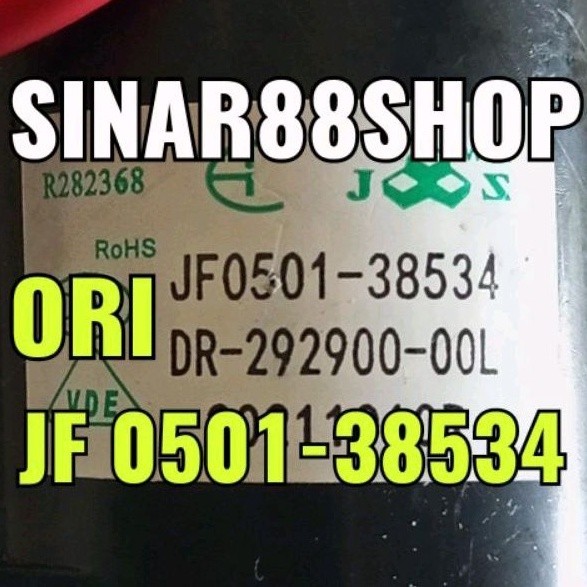 SINAR88SHOP
R282368
J S
RoHS
JF0501-38534
ORI
DR-292900-00L
VDE
JF 0501-38534